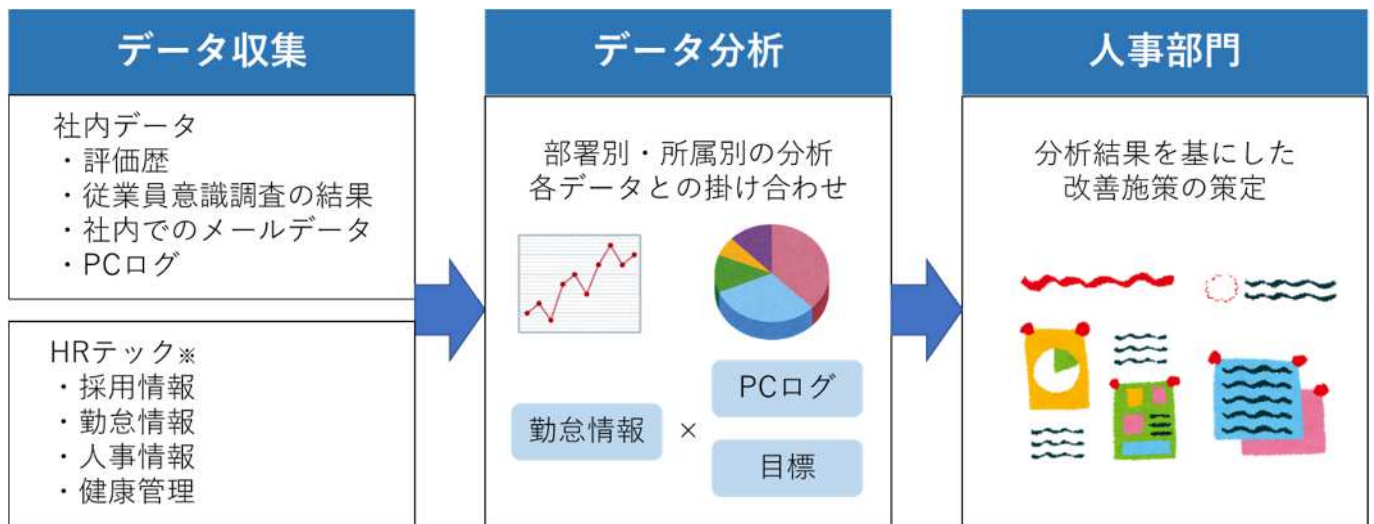 データ収集
社内データ
・評価歴
・従業員意識調査の結果
・社内でのメールデータ
・PCログ
HRテック※
・採用情報
・勤怠情報
・人事情報
・健康管理
データ分析
部署別・所属別の分析
各データとの掛け合わせ
勤怠情報
×
PCログ
目標
人事部門
分析結果を基にした
改善施策の策定